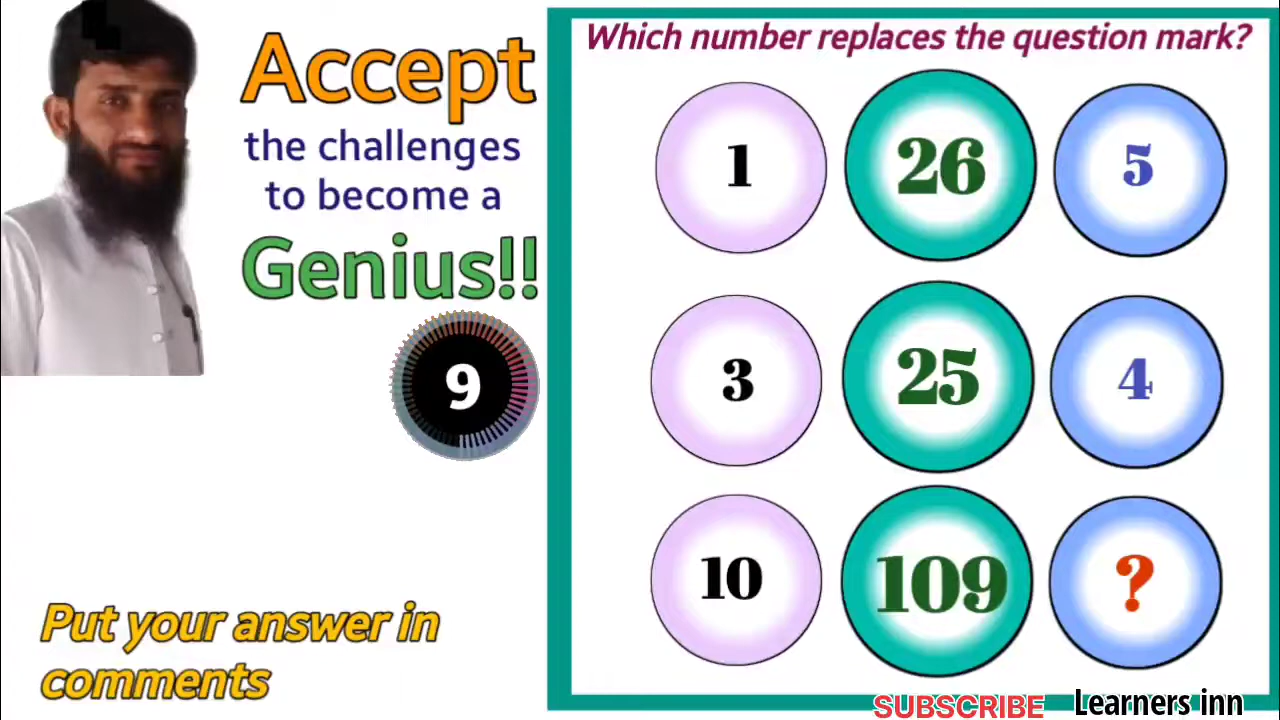 Which number replaces the question mark?
Accept
the challenges
to become a
Genius!!
9
1 26 5
3 25 4
10 109 ?
Put your answer in
comments
SUBSCRIBE Learners inn